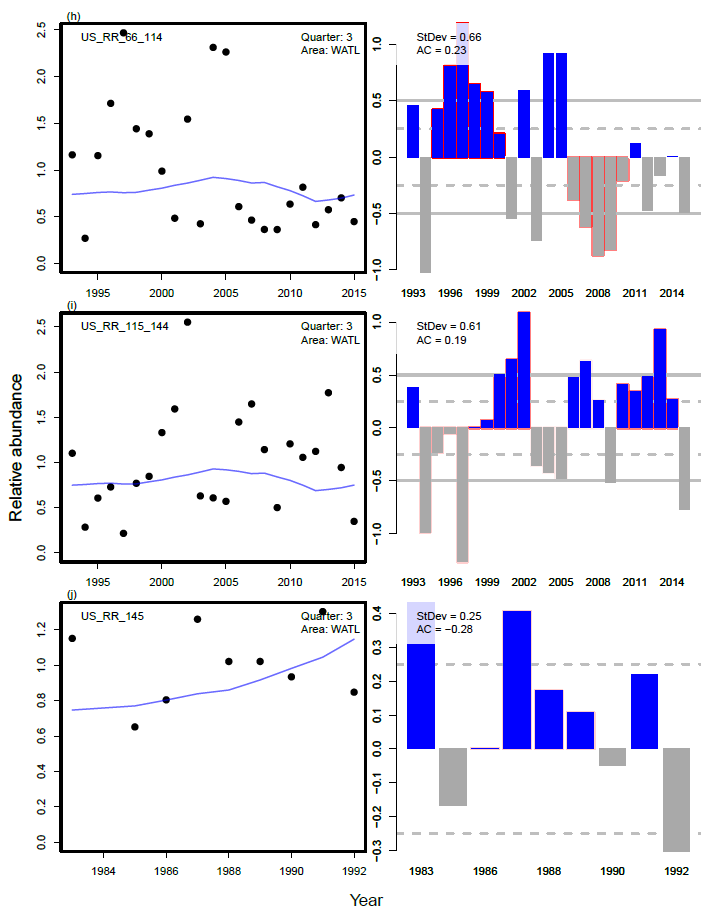 (h)
US_RR_66_114
Quarter: 3
Area: WATL
2.5
2.0
1.5
1.0
0.5
0.0
1995 2000 2005 2010 2015
StDev = 0.66
AC = 0.23
1.0
0.5
0.0
−0.5
−1.0
1993 1996 1999 2002 2005 2008 2011 2014
(i)
US_RR_115_144
Quarter: 3
Area: WATL
2.5
2.0
1.5
1.0
0.5
0.0
1995 2000 2005 2010 2015
StDev = 0.61
AC = 0.19
1.0
0.5
0.0
−0.5
−1.0
1993 1996 1999 2002 2005 2008 2011 2014
Relative abundance
(j)
US_RR_145
Quarter: 3
Area: WATL
1.2
1.0
0.8
0.6
0.4
0.2
0.0
1984 1986 1988 1990 1992
StDev = 0.25
AC = −0.28
0.4
0.3
0.2
0.1
0.0
−0.1
−0.2
−0.3
1983 1986 1988 1990 1992
Year